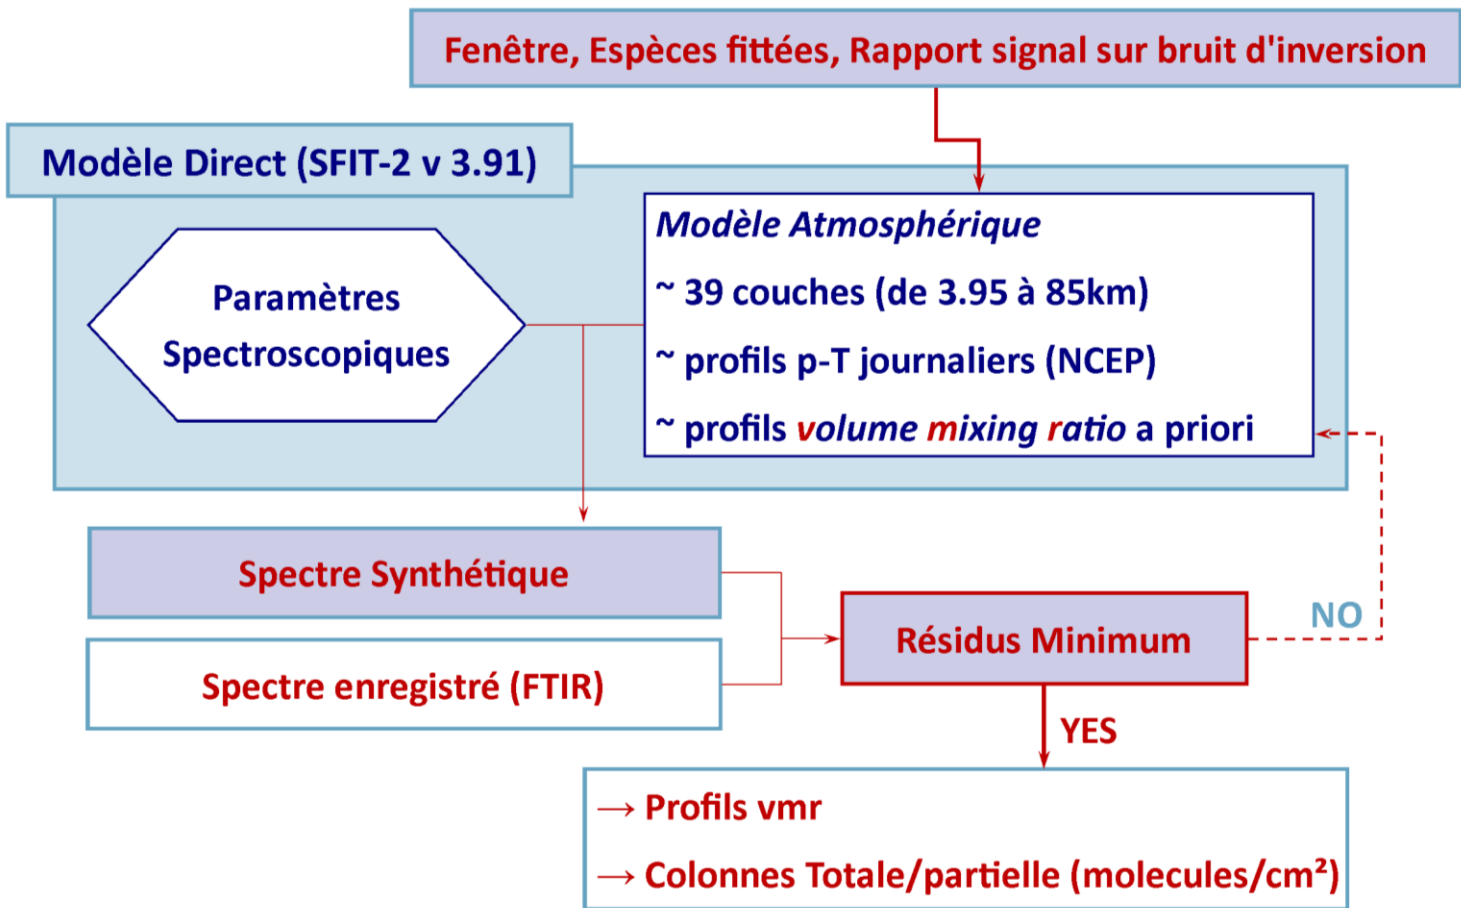 Fenêtre, Espèces fittées, Rapport signal sur bruit d'inversion
Modèle Direct (SFIT-2 v 3.91)
Paramètres
Spectroscopiques
Modèle Atmosphérique
~ 39 couches (de 3.95 à 85km)
~ profils p-T journaliers (NCEP)
~ profils volume mixing ratio a priori
Spectre Synthétique
Spectre enregistré (FTIR)
Résidus Minimum
NO
YES
→ Profils vmr
→ Colonnes Totale/partielle (molecules/cm²)